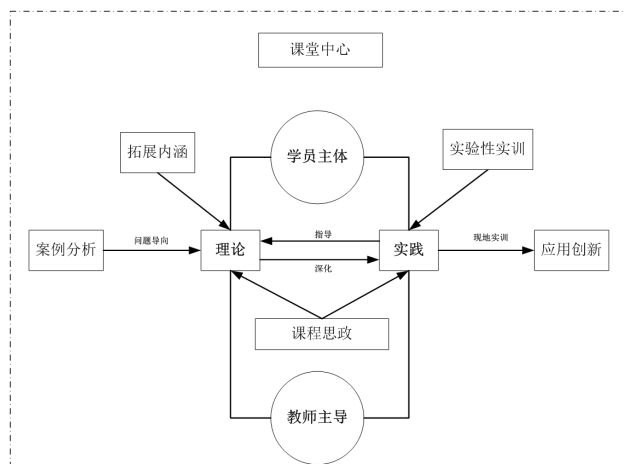 课堂中心
学员主体
拓展内涵
实验性实训
案例分析
问题导向
理论
指导
深化
实践
现地实训
应用创新
课程思政
教师主导